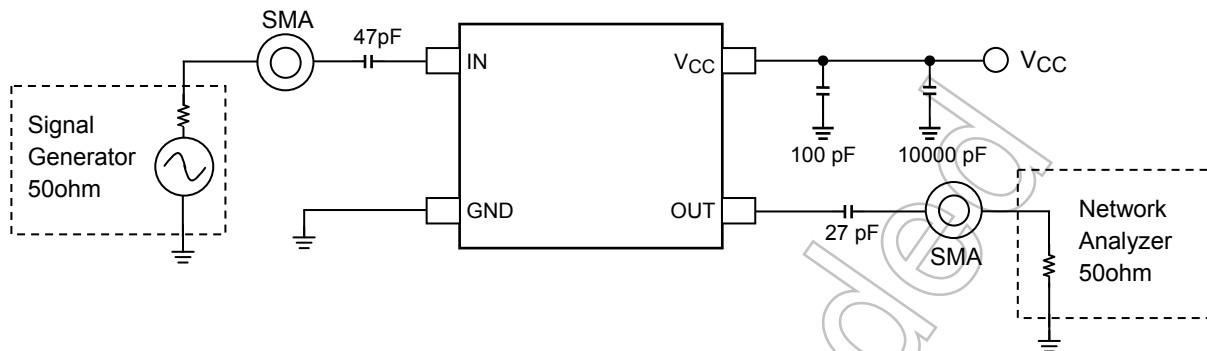 SMA
47pF
IN
VCC
VCC
Signal
Generator
50ohm
100 pF
10000 pF
GND
OUT
27 pF
SMA
Network
Analyzer
50ohm